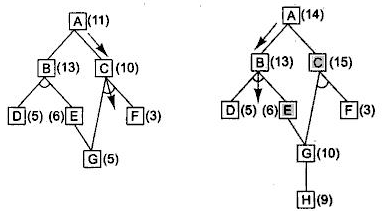 A (11)
B (13) C (10)
D (5) (6) E F (3)
G (5)
A (14)
B (13) C (15)
D (5) (6) E F (3)
G (10)
H (9)